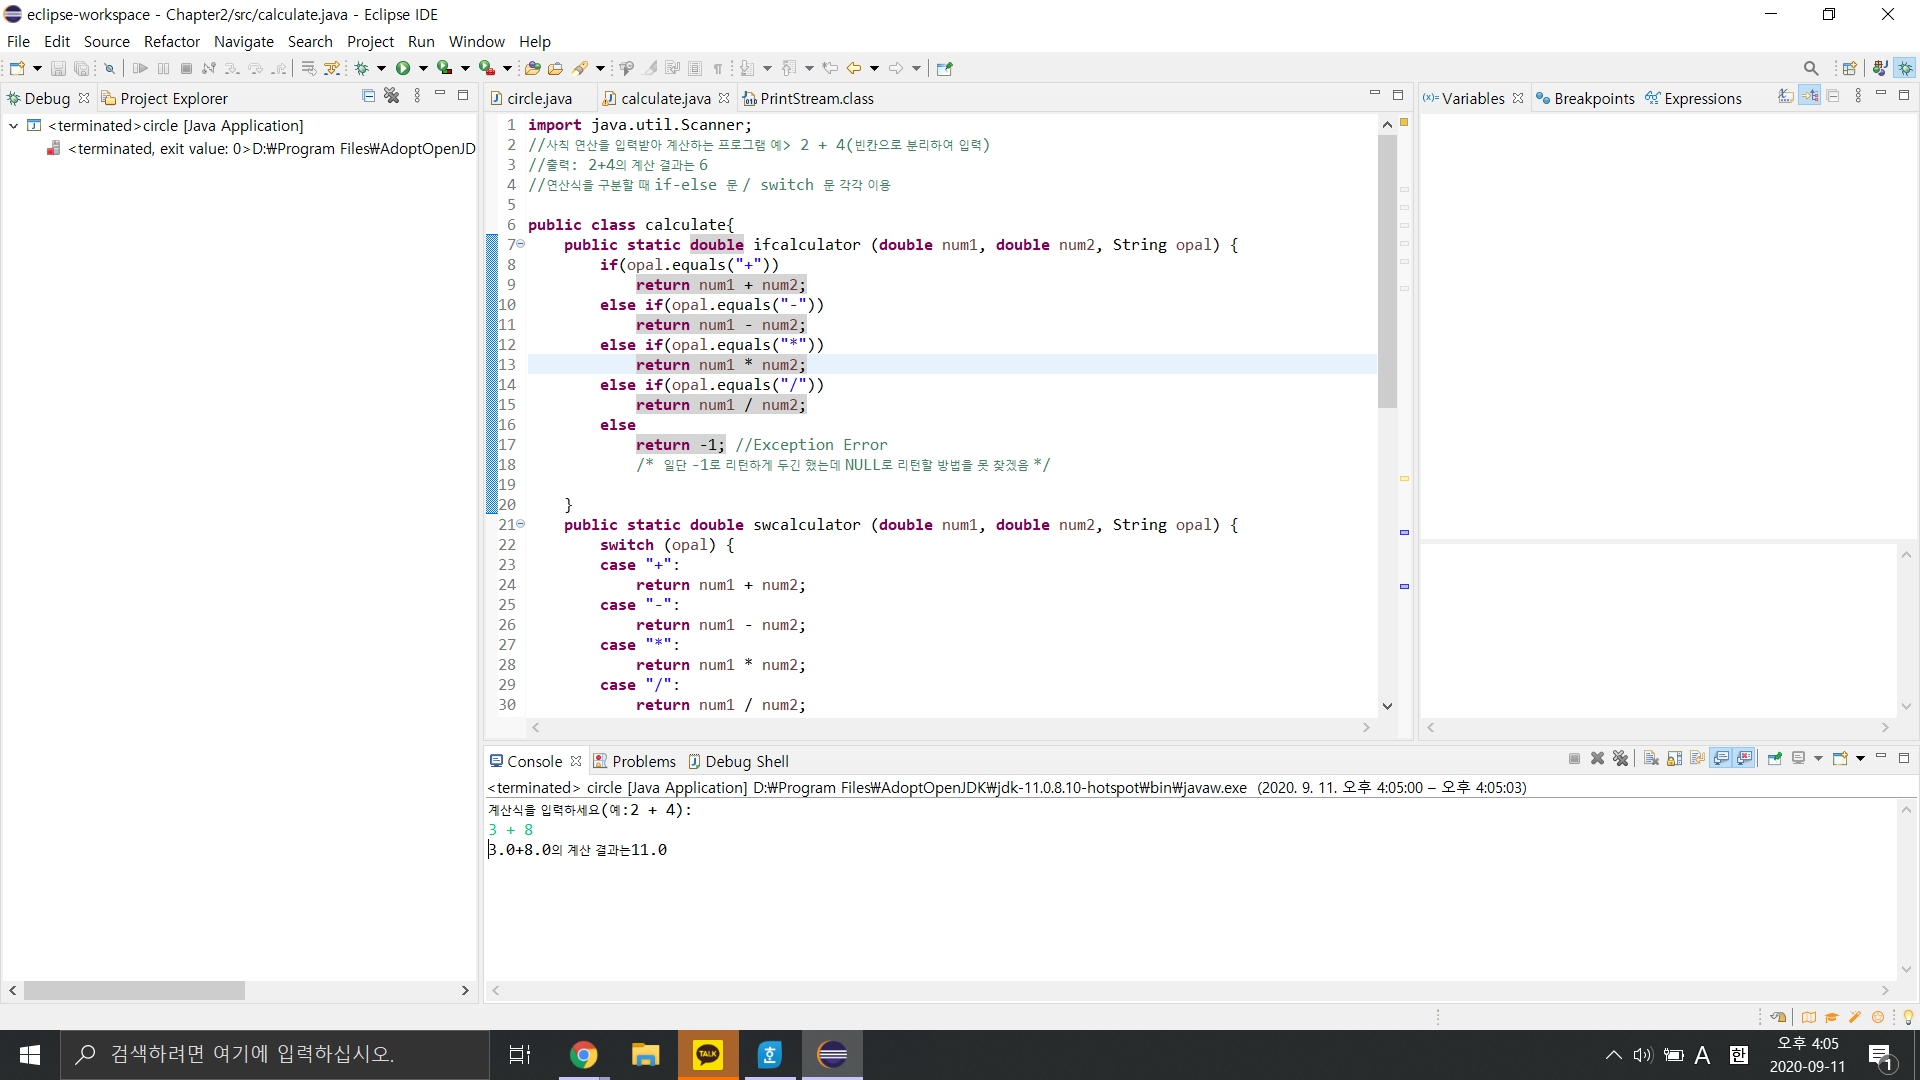 eclipse-workspace - Chapter2/src/calculate.java - Eclipse IDE
File Edit Source Refactor Navigate Search Project Run Window Help
Debug Project Explorer
<terminated>circle [Java Application]
<terminated, exit value: 0>D:₩Program Files₩AdoptOpenJD
circle.java calculate.java PrintStream.class
1 import java.util.Scanner;
2 //사칙 연산을 입력받아 계산하는 프로그램 예> 2 + 4(빈칸으로 분리하여 입력)
3 //출력: 2+4의 계산 결과는 6
4 //연산식을 구분할 때 if-else 문 / switch 문 각각 이용
5
6 public class calculate{
7 public static double ifcalculator (double num1, double num2, String opal) {
8 if(opal.equals("+"))
9 return num1 + num2;
10 else if(opal.equals("-"))
11 return num1 - num2;
12 else if(opal.equals("*"))
13 return num1 * num2;
14 else if(opal.equals("/"))
15 return num1 / num2;
16 else
17 return -1; //Exception Error
18 /* 일단 -1로 리턴하게 두긴 했는데 NULL로 리턴할 방법을 못 찾겠음 */
19
20 }
21 public static double swcalculator (double num1, double num2, String opal) {
22 switch (opal) {
23 case "+":
24 return num1 + num2;
25 case "-":
26 return num1 - num2;
27 case "*":
28 return num1 * num2;
29 case "/":
30 return num1 / num2;
(x)= Variables Breakpoints Expressions
Console Problems Debug Shell
<terminated> circle [Java Application] D:₩Program Files₩AdoptOpenJDK₩jdk-11.0.8.10-hotspot₩bin₩javaw.exe (2020. 9. 11. 오후 4:05:00 – 오후 4:05:03)
계산식을 입력하세요(예:2 + 4):
3 + 8
3.0+8.0의 계산 결과는11.0
검색하려면 여기에 입력하십시오.
TALK
호
A 한
오후 4:05
2020-09-11
1